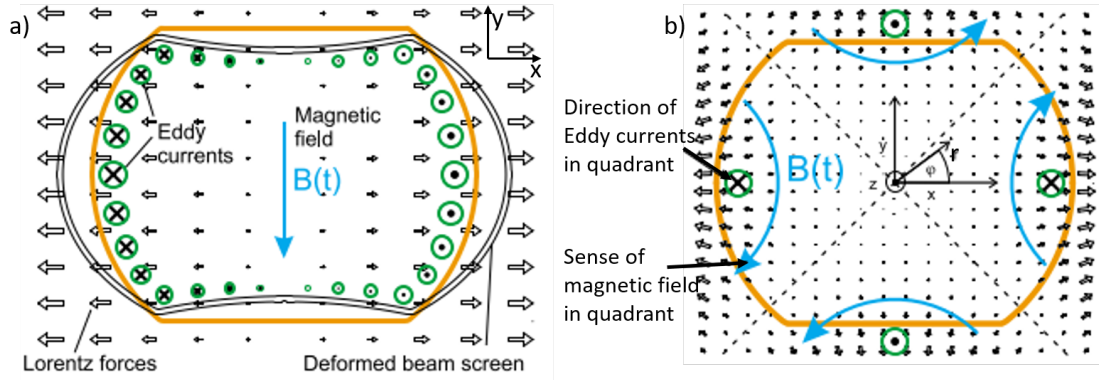 a)
y
x
Magnetic
field
B(t)
Eddy
currents
Lorentz forces
Deformed beam screen
b)
Direction of
Eddy currents
in quadrant
B(t)
y
r
φ
z
x
Sense of
magnetic field
in quadrant